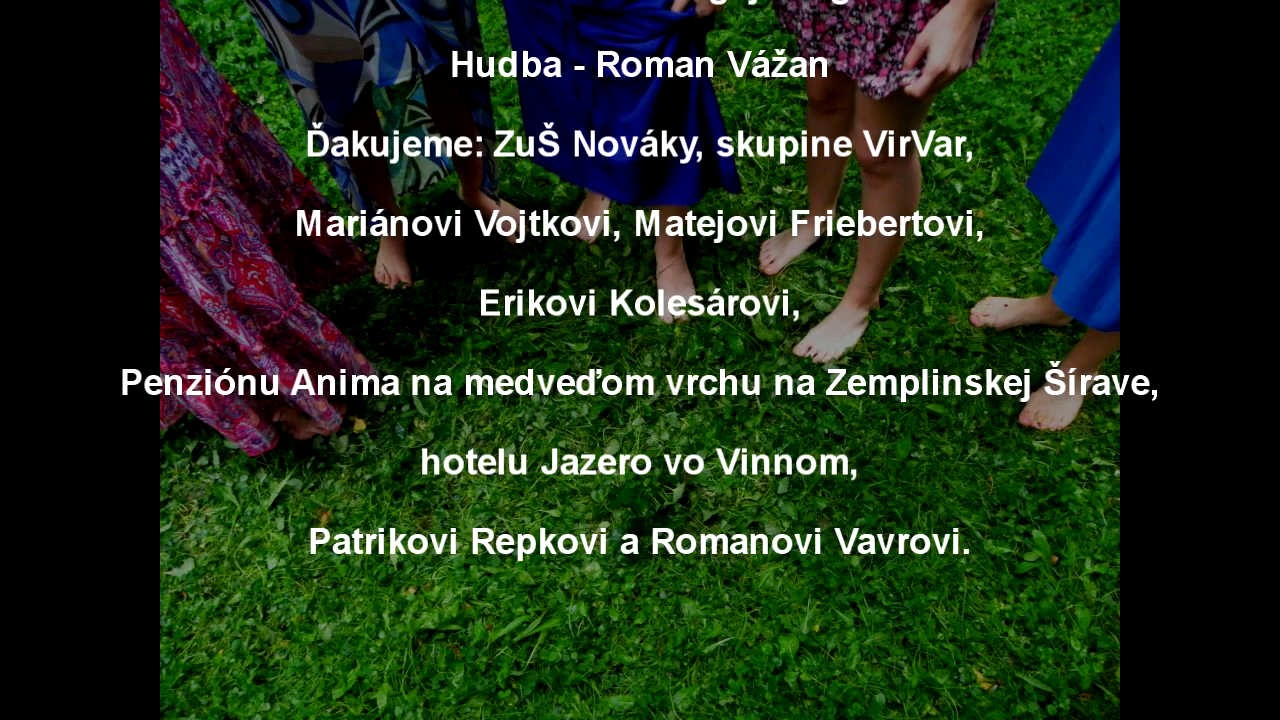 Hudba - Roman Vážan
Ďakujeme: ZuŠ Nováky, skupine VirVar,
Mariánovi Vojtkovi, Matejovi Friebertovi,
Erikovi Kolesárovi,
Penziónu Anima na medveďom vrchu na Zemplinskej Šírave,
hotelu Jazero vo Vinnom,
Patrikovi Repkovi a Romanovi Vavrovi.